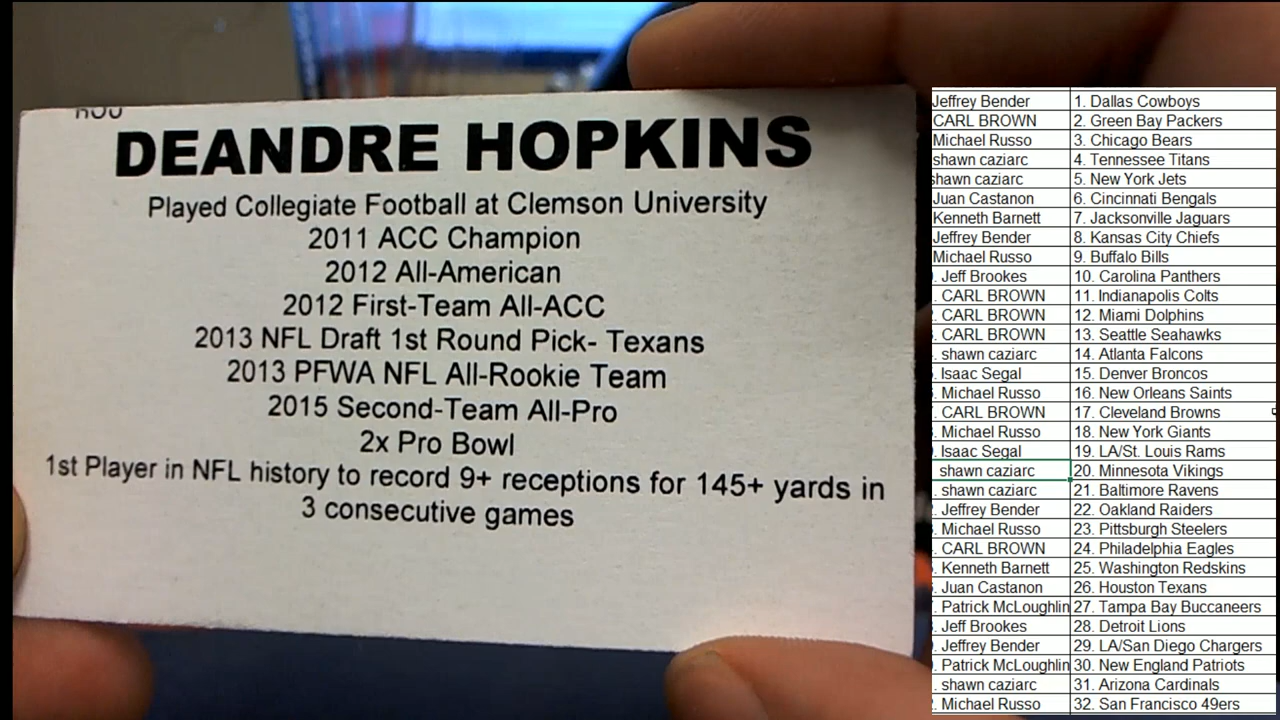 DEANDRE HOPKINS
Played Collegiate Football at Clemson University
2011 ACC Champion
2012 All-American
2012 First-Team All-ACC
2013 NFL Draft 1st Round Pick- Texans
2013 PFWA NFL All-Rookie Team
2015 Second-Team All-Pro
2x Pro Bowl
1st Player in NFL history to record 9+ receptions for 145+ yards in
3 consecutive games
Jeffrey Bender 1. Dallas Cowboys
CARL BROWN 2. Green Bay Packers
Michael Russo 3. Chicago Bears
shawn caziarc 4. Tennessee Titans
shawn caziarc 5. New York Jets
Juan Castanon 6. Cincinnati Bengals
Kenneth Barnett 7. Jacksonville Jaguars
Jeffrey Bender 8. Kansas City Chiefs
Michael Russo 9. Buffalo Bills
. Jeff Brookes 10. Carolina Panthers
. CARL BROWN 11. Indianapolis Colts
. CARL BROWN 12. Miami Dolphins
. CARL BROWN 13. Seattle Seahawks
. shawn caziarc 14. Atlanta Falcons
. Isaac Segal 15. Denver Broncos
. Michael Russo 16. New Orleans Saints
. CARL BROWN 17. Cleveland Browns
. Michael Russo 18. New York Giants
. Isaac Segal 19. LA/St. Louis Rams
shawn caziarc 20. Minnesota Vikings
. shawn caziarc 21. Baltimore Ravens
. Jeffrey Bender 22. Oakland Raiders
. Michael Russo 23. Pittsburgh Steelers
. CARL BROWN 24. Philadelphia Eagles
. Kenneth Barnett 25. Washington Redskins
. Juan Castanon 26. Houston Texans
. Patrick McLoughlin 27. Tampa Bay Buccaneers
. Jeff Brookes 28. Detroit Lions
. Jeffrey Bender 29. LA/San Diego Chargers
. Patrick McLoughlin 30. New England Patriots
. shawn caziarc 31. Arizona Cardinals
. Michael Russo 32. San Francisco 49ers